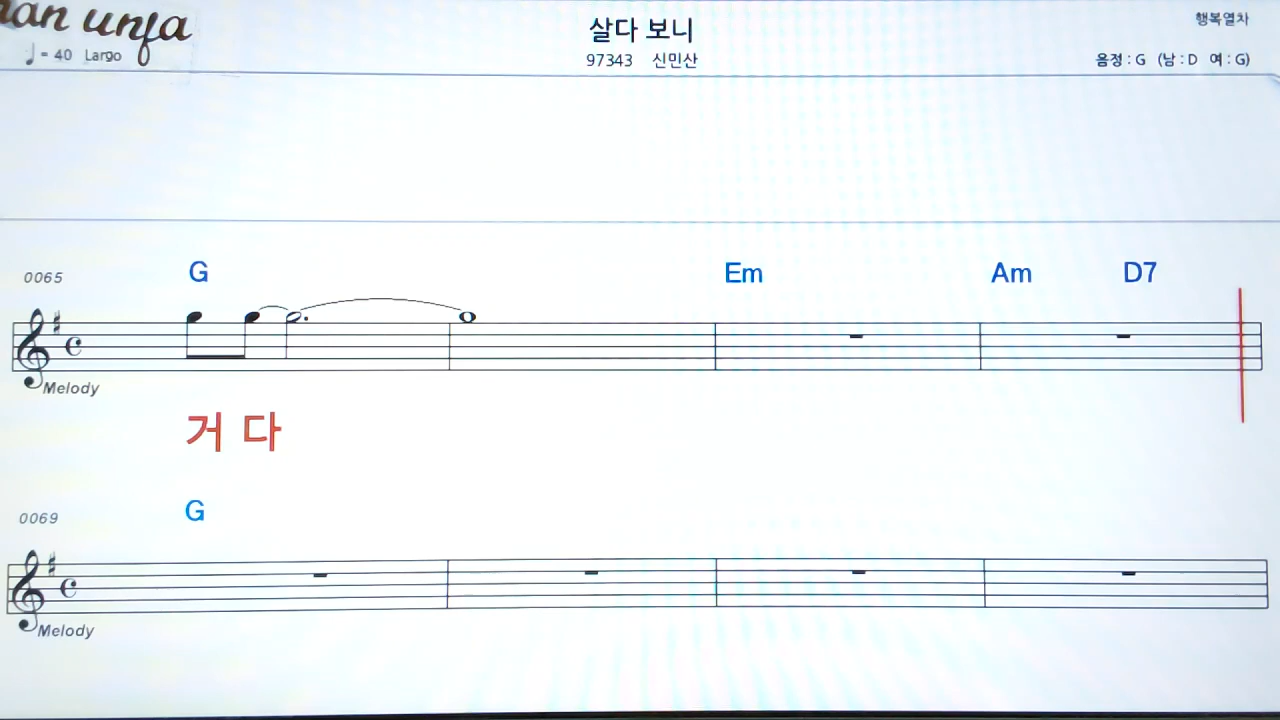 살다 보니
행복열차
♩= 40 Largo
97343 신민산
음정 : G (남 : D 여 : G)
0065
G Em Am D7
Melody
거 다
0069
G
Melody